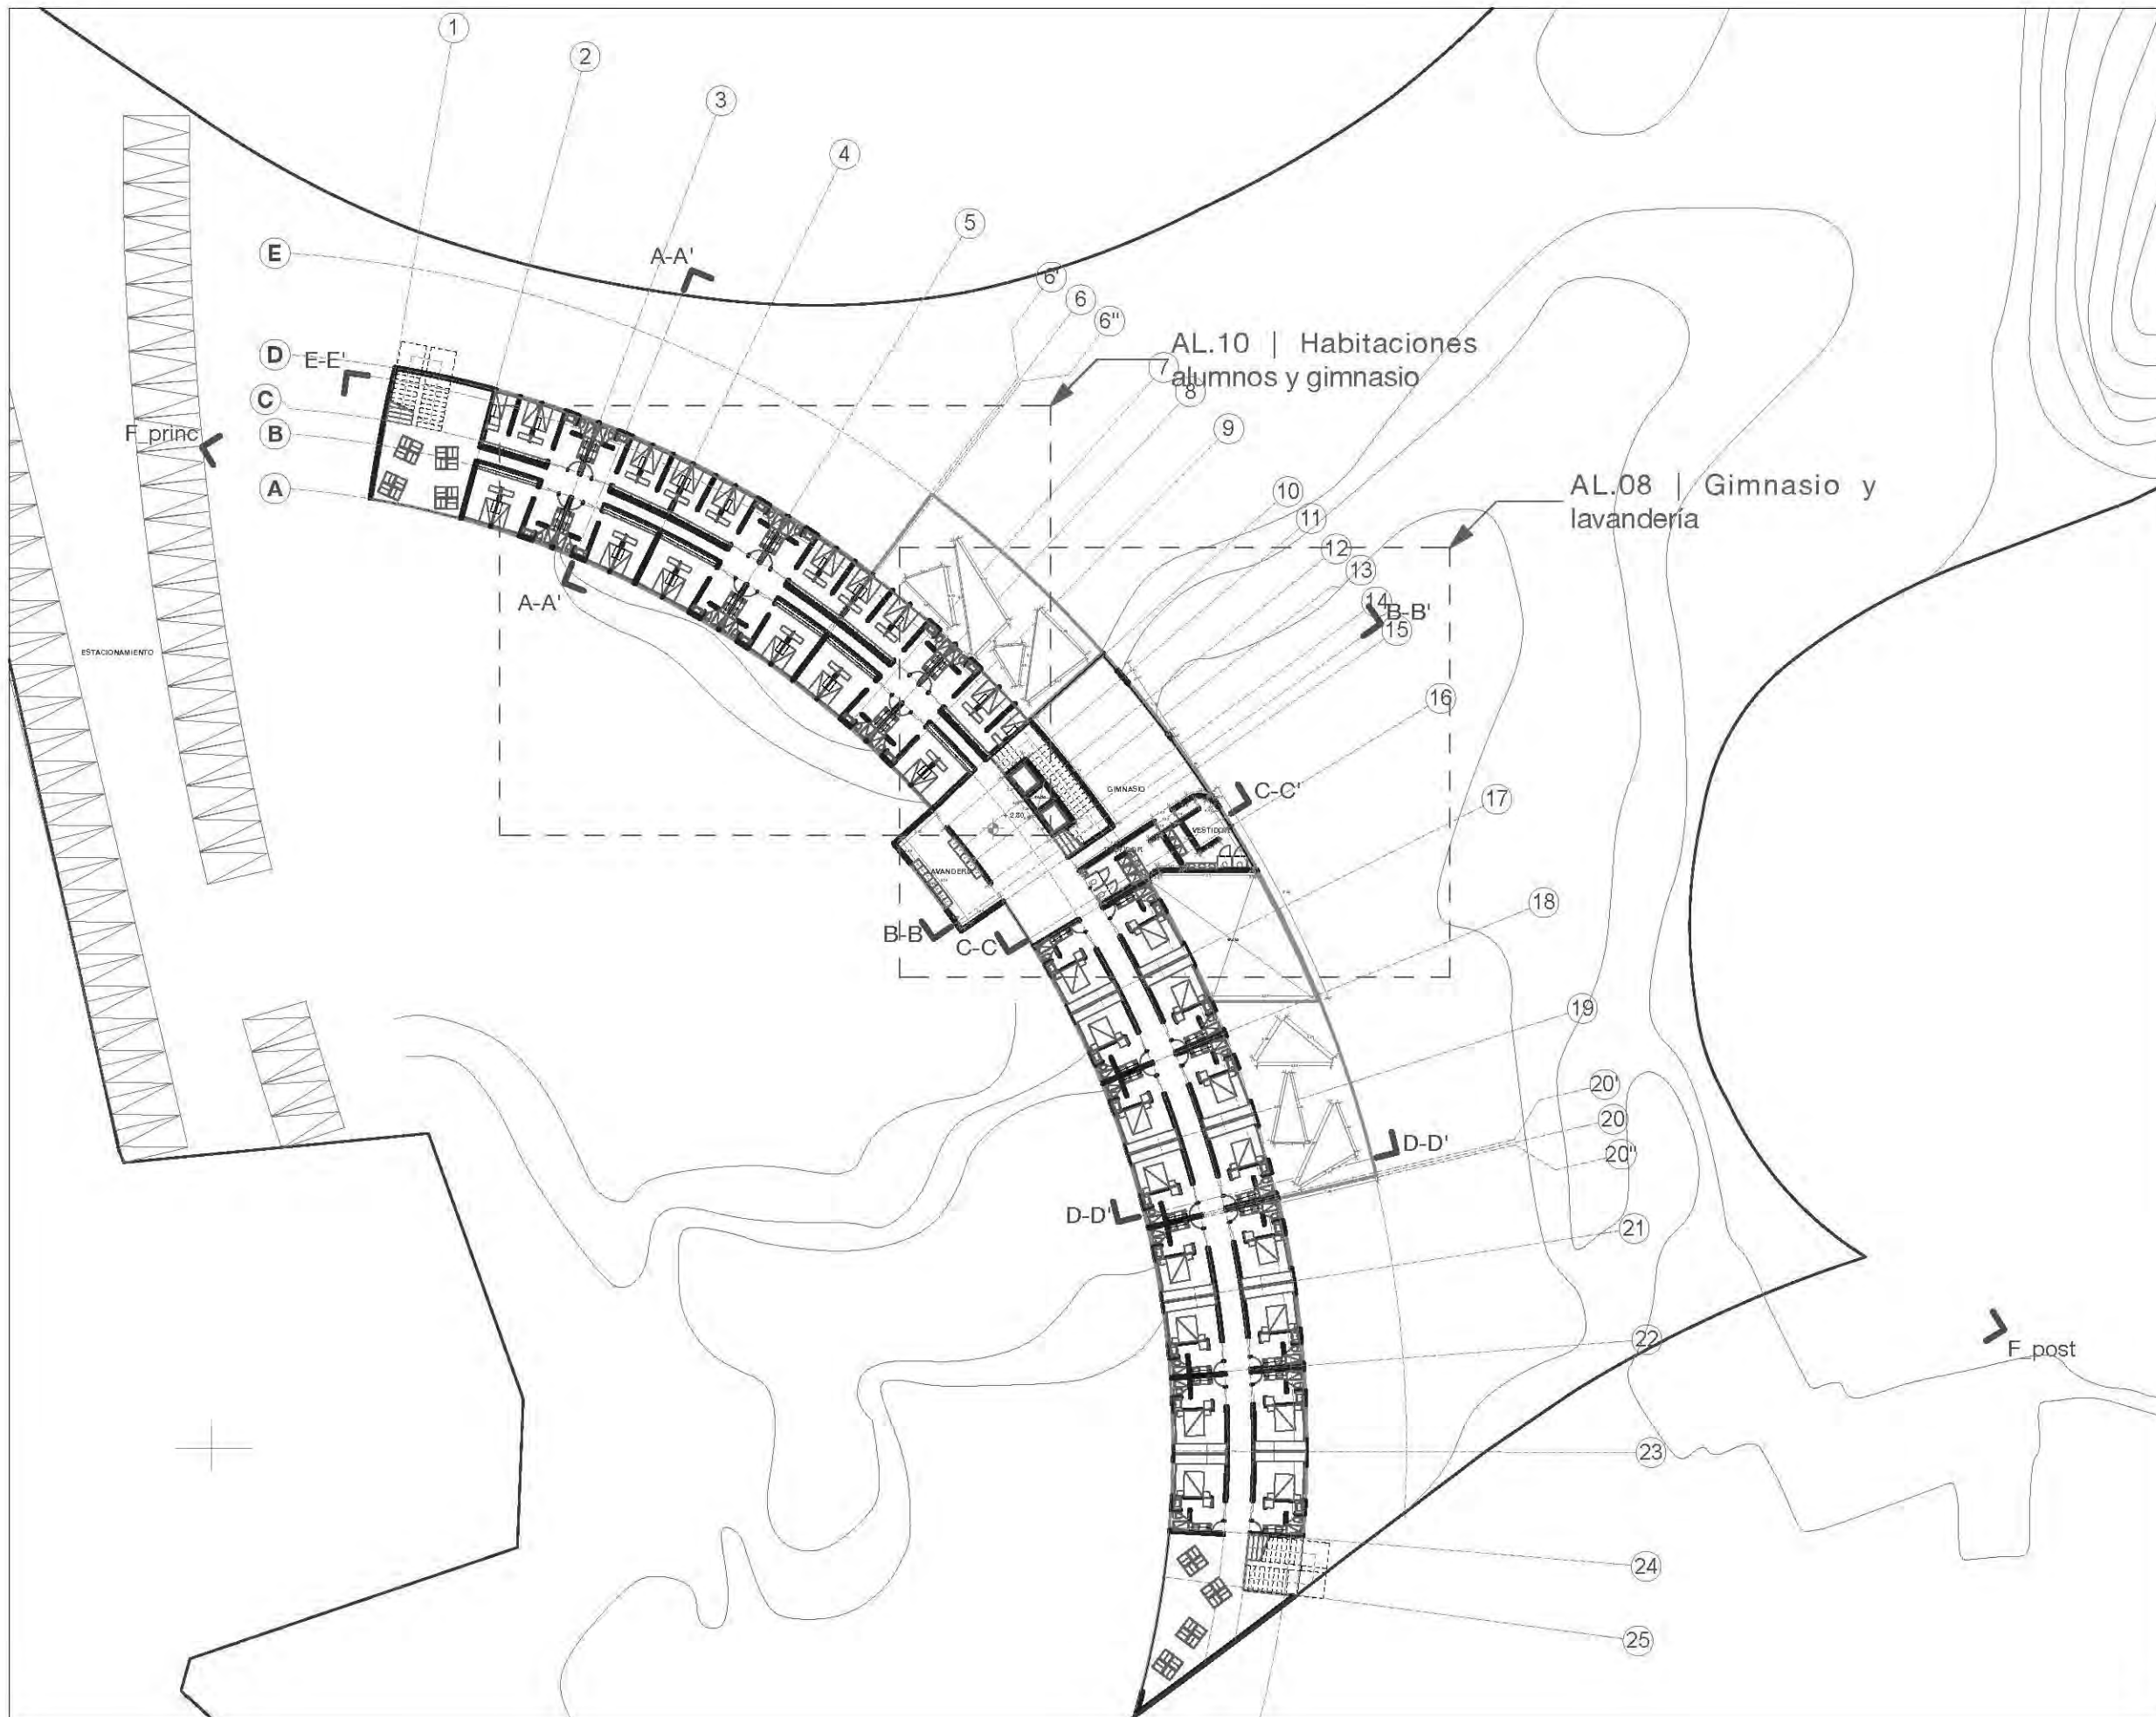 1
2
3
4
5
E
A-A'
6'
6
6"
AL.10 | Habitaciones
alumnos y gimnasio
D
E-E'
7
8
C
B
F_princ
9
A
10
AL.08 | Gimnasio y
lavandería
11
12
13
A-A'
14
B-B'
15
ESTACIONAMIENTO
16
GIMNASIO
C-C'
17
+2.80
VESTIDOR
LAVANDERÍA
18
B-B
C-C
19
20'
20
D-D'
20"
D-D'
21
22
F_post
23
24
25